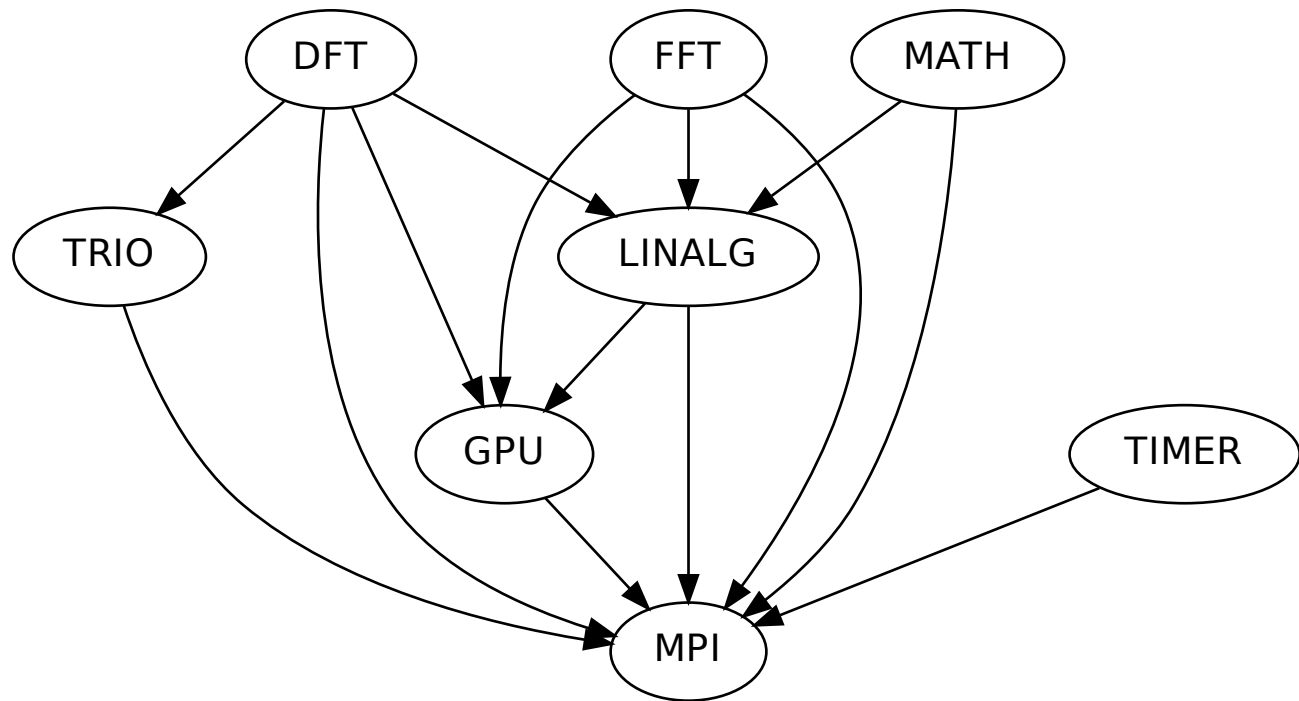 DFT
FFT
MATH
TRIO
LINALG
GPU
TIMER
MPI